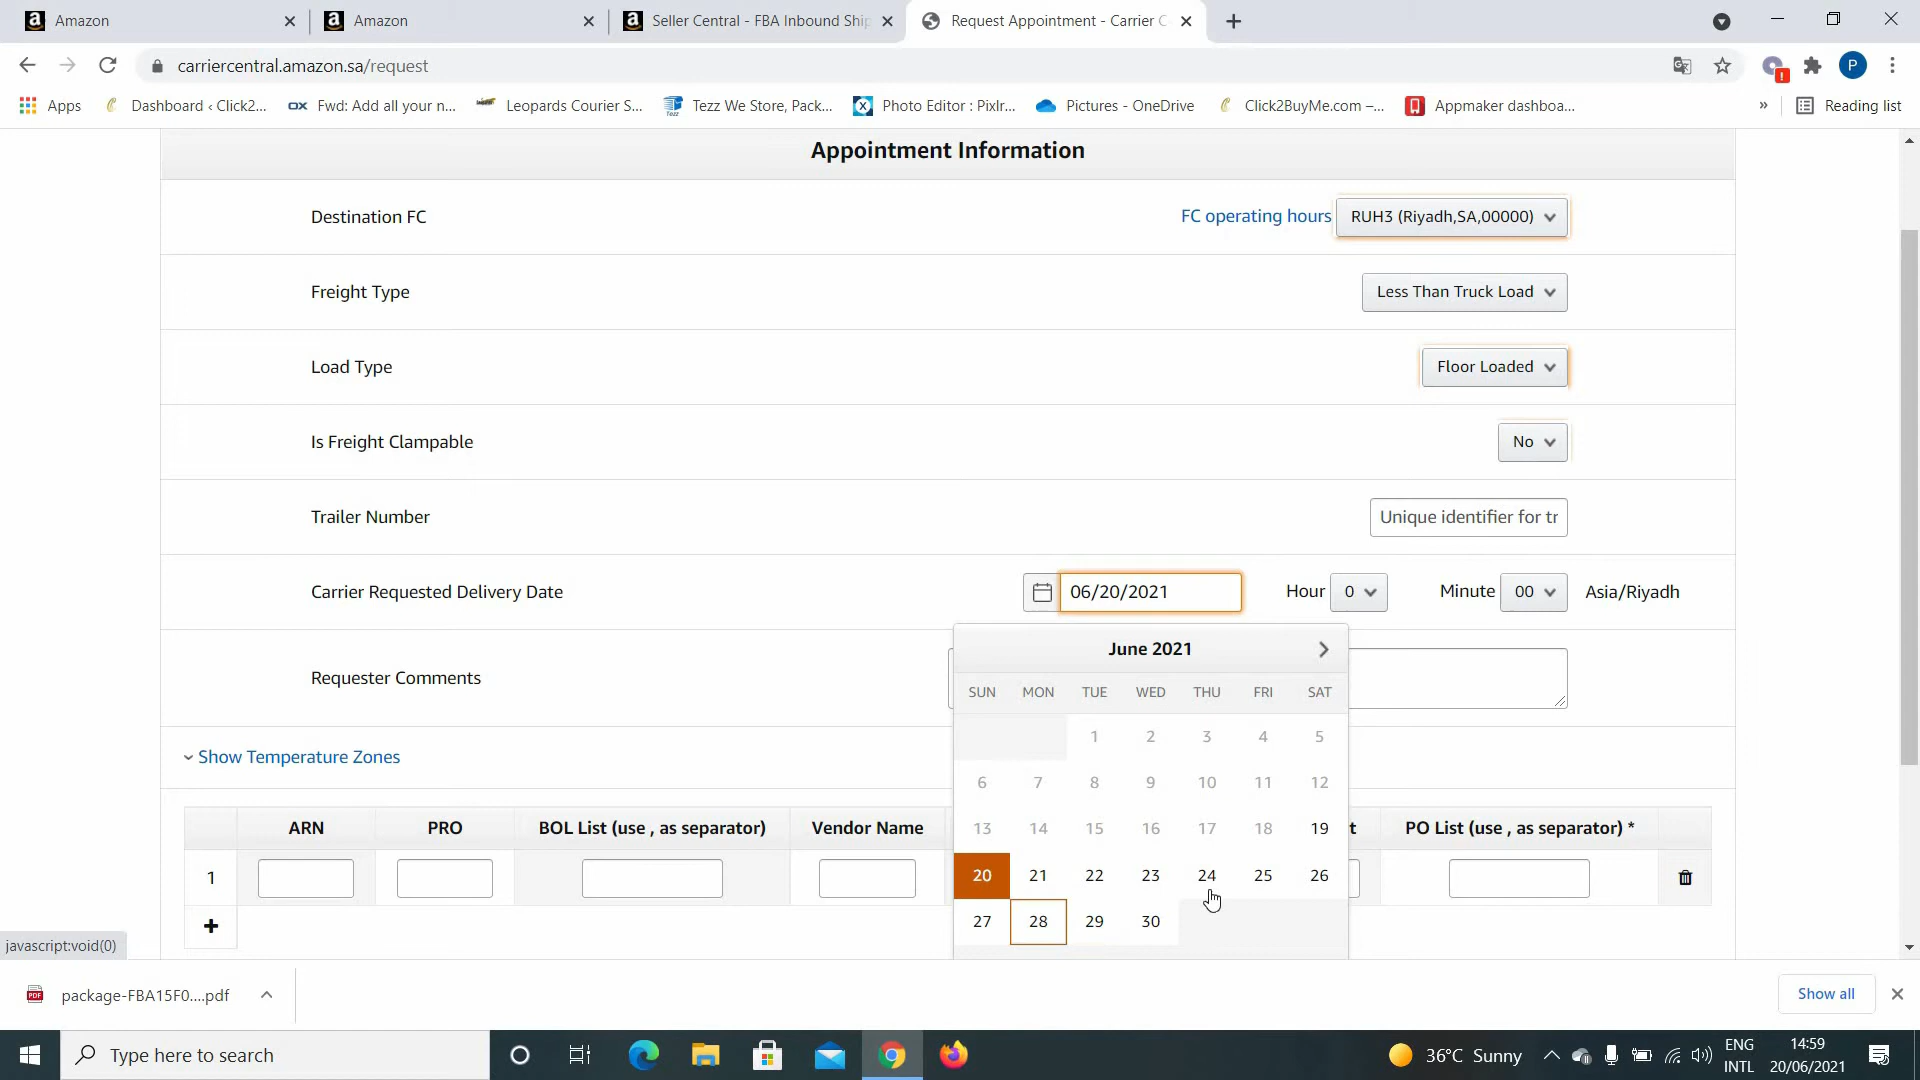 Amazon
Amazon
Seller Central - FBA Inbound Ship
Request Appointment - Carrier C
carriercentral.amazon.sa/request
P
Apps
Dashboard ‹ Click2...
OX Fwd: Add all your n...
Leopards Courier S...
Tezz We Store, Pack...
Photo Editor : Pixlr...
Pictures - OneDrive
Click2BuyMe.com –...
Appmaker dashboa...
»
Reading list
Appointment Information
Destination FC
FC operating hours
RUH3 (Riyadh,SA,00000)
Freight Type
Less Than Truck Load
Load Type
Floor Loaded
Is Freight Clampable
No
Trailer Number
Unique identifier for tr
Carrier Requested Delivery Date
06/20/2021
Hour 0
Minute 00
Asia/Riyadh
June 2021
SUN MON TUE WED THU FRI SAT
1 2 3 4 5
6 7 8 9 10 11 12
13 14 15 16 17 18 19
20 21 22 23 24 25 26
27 28 29 30
Requester Comments
Show Temperature Zones
ARN PRO BOL List (use , as separator) Vendor Name t PO List (use , as separator) *
1
+
javascript:void(0)
PDF package-FBA15F0....pdf
Show all
Type here to search
36°C Sunny
ENG
INTL
14:59
20/06/2021